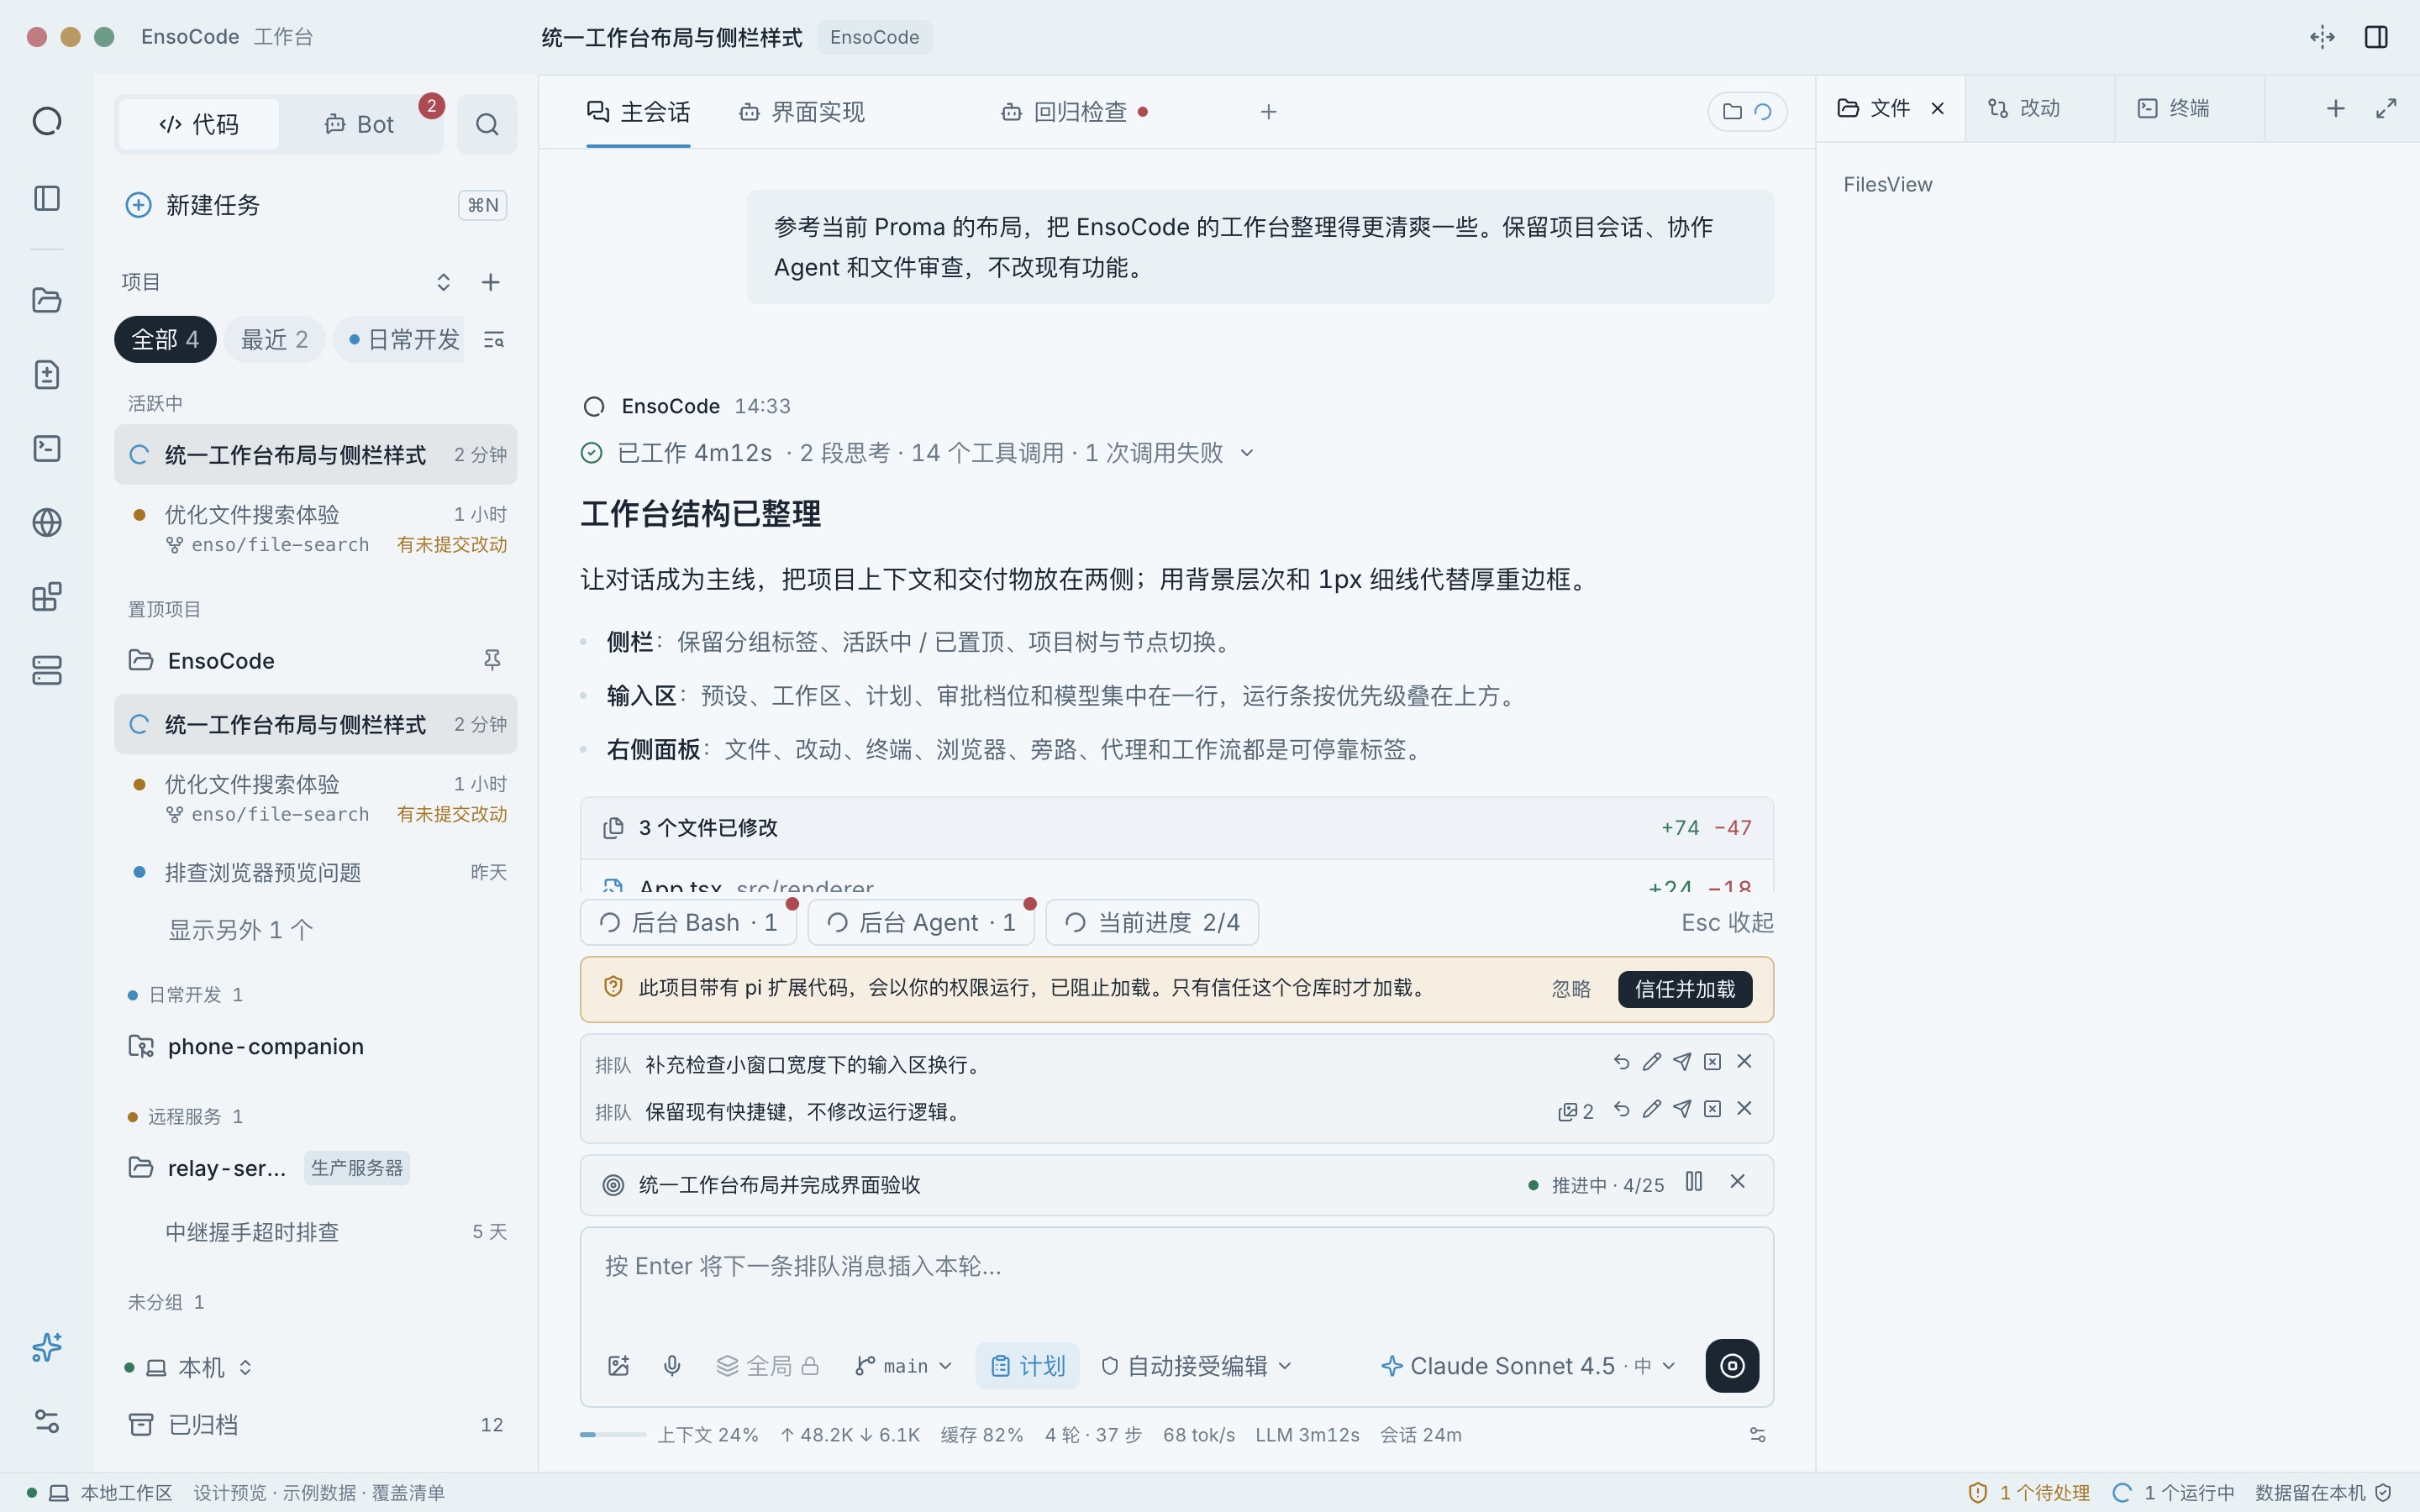 EnsoCode 工作台
统一工作台布局与侧栏样式 EnsoCode
代码 Bot 2
新建任务 ⌘N
项目
全部 4 最近 2 日常开发
活跃中
统一工作台布局与侧栏样式 2 分钟
优化文件搜索体验 1 小时
enso/file-search 有未提交改动
置顶项目
EnsoCode
统一工作台布局与侧栏样式 2 分钟
优化文件搜索体验 1 小时
enso/file-search 有未提交改动
排查浏览器预览问题 昨天
显示另外 1 个
日常开发 1
phone-companion
远程服务 1
relay-ser... 生产服务器
中继握手超时排查 5 天
未分组 1
本机
已归档 12
主会话 界面实现 回归检查
参考当前 Proma 的布局，把 EnsoCode 的工作台整理得更清爽一些。保留项目会话、协作
Agent 和文件审查，不改现有功能。
EnsoCode 14:33
已工作 4m12s · 2 段思考 · 14 个工具调用 · 1 次调用失败
工作台结构已整理
让对话成为主线，把项目上下文和交付物放在两侧；用背景层次和 1px 细线代替厚重边框。
侧栏：保留分组标签、活跃中 / 已置顶、项目树与节点切换。
输入区：预设、工作区、计划、审批档位和模型集中在一行，运行条按优先级叠在上方。
右侧面板：文件、改动、终端、浏览器、旁路、代理和工作流都是可停靠标签。
3 个文件已修改 +74 −47
App.tsx src/renderer +24 −18
后台 Bash · 1 后台 Agent · 1 当前进度 2/4 Esc 收起
此项目带有 pi 扩展代码，会以你的权限运行，已阻止加载。只有信任这个仓库时才加载。 忽略 信任并加载
排队 补充检查小窗口宽度下的输入区换行。
排队 保留现有快捷键，不修改运行逻辑。 2
统一工作台布局并完成界面验收 推进中 · 4/25
按 Enter 将下一条排队消息插入本轮...
全局 main 计划 自动接受编辑 Claude Sonnet 4.5 · 中
上下文 24% ↑ 48.2K ↓ 6.1K 缓存 82% 4 轮 · 37 步 68 tok/s LLM 3m12s 会话 24m
文件 改动 终端
FilesView
本地工作区 设计预览 · 示例数据 · 覆盖清单
1 个待处理 1 个运行中 数据留在本机